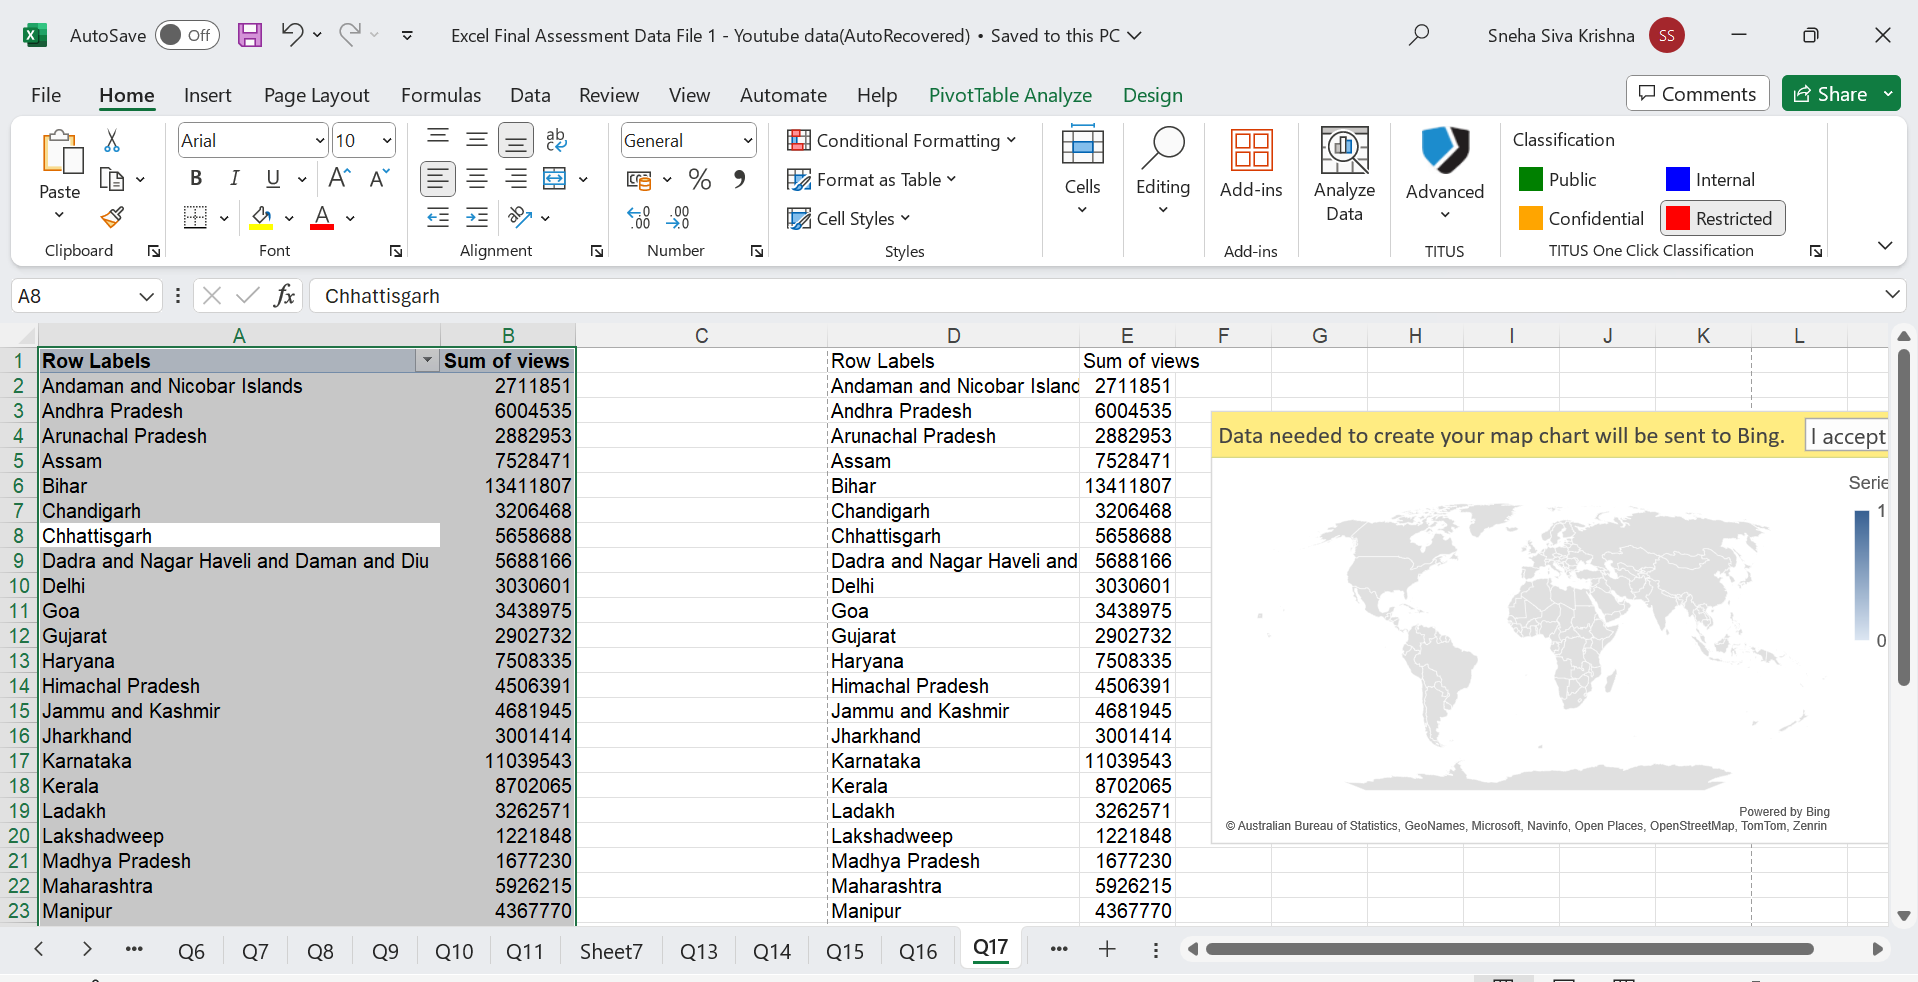 AutoSave Off Excel Final Assessment Data File 1 - Youtube data(AutoRecovered) • Saved to this PC Sneha Siva Krishna SS
File Home Insert Page Layout Formulas Data Review View Automate Help PivotTable Analyze Design Comments Share
Paste
Clipboard
Arial 10
B I U A A
A
Font
ab
Alignment
General
% 9
.00 .00
Number
Conditional Formatting
Format as Table
Cell Styles
Styles
Cells
Editing
Add-ins
Add-ins
Analyze
Data
Advanced
TITUS
Classification
Public Internal
Confidential Restricted
TITUS One Click Classification
A8 fx Chhattisgarh
A B C D E F G H I J K L
1 Row Labels Sum of views Row Labels Sum of views
2 Andaman and Nicobar Islands 2711851 Andaman and Nicobar Island 2711851
3 Andhra Pradesh 6004535 Andhra Pradesh 6004535
4 Arunachal Pradesh 2882953 Arunachal Pradesh 2882953
5 Assam 7528471 Assam 7528471
6 Bihar 13411807 Bihar 13411807
7 Chandigarh 3206468 Chandigarh 3206468
8 Chhattisgarh 5658688 Chhattisgarh 5658688
9 Dadra and Nagar Haveli and Daman and Diu 5688166 Dadra and Nagar Haveli and 5688166
10 Delhi 3030601 Delhi 3030601
11 Goa 3438975 Goa 3438975
12 Gujarat 2902732 Gujarat 2902732
13 Haryana 7508335 Haryana 7508335
14 Himachal Pradesh 4506391 Himachal Pradesh 4506391
15 Jammu and Kashmir 4681945 Jammu and Kashmir 4681945
16 Jharkhand 3001414 Jharkhand 3001414
17 Karnataka 11039543 Karnataka 11039543
18 Kerala 8702065 Kerala 8702065
19 Ladakh 3262571 Ladakh 3262571
20 Lakshadweep 1221848 Lakshadweep 1221848
21 Madhya Pradesh 1677230 Madhya Pradesh 1677230
22 Maharashtra 5926215 Maharashtra 5926215
23 Manipur 4367770 Manipur 4367770
Data needed to create your map chart will be sent to Bing. I accept
Serie
1
0
Powered by Bing
© Australian Bureau of Statistics, GeoNames, Microsoft, Navinfo, Open Places, OpenStreetMap, TomTom, Zenrin
Q6 Q7 Q8 Q9 Q10 Q11 Sheet7 Q13 Q14 Q15 Q16 Q17